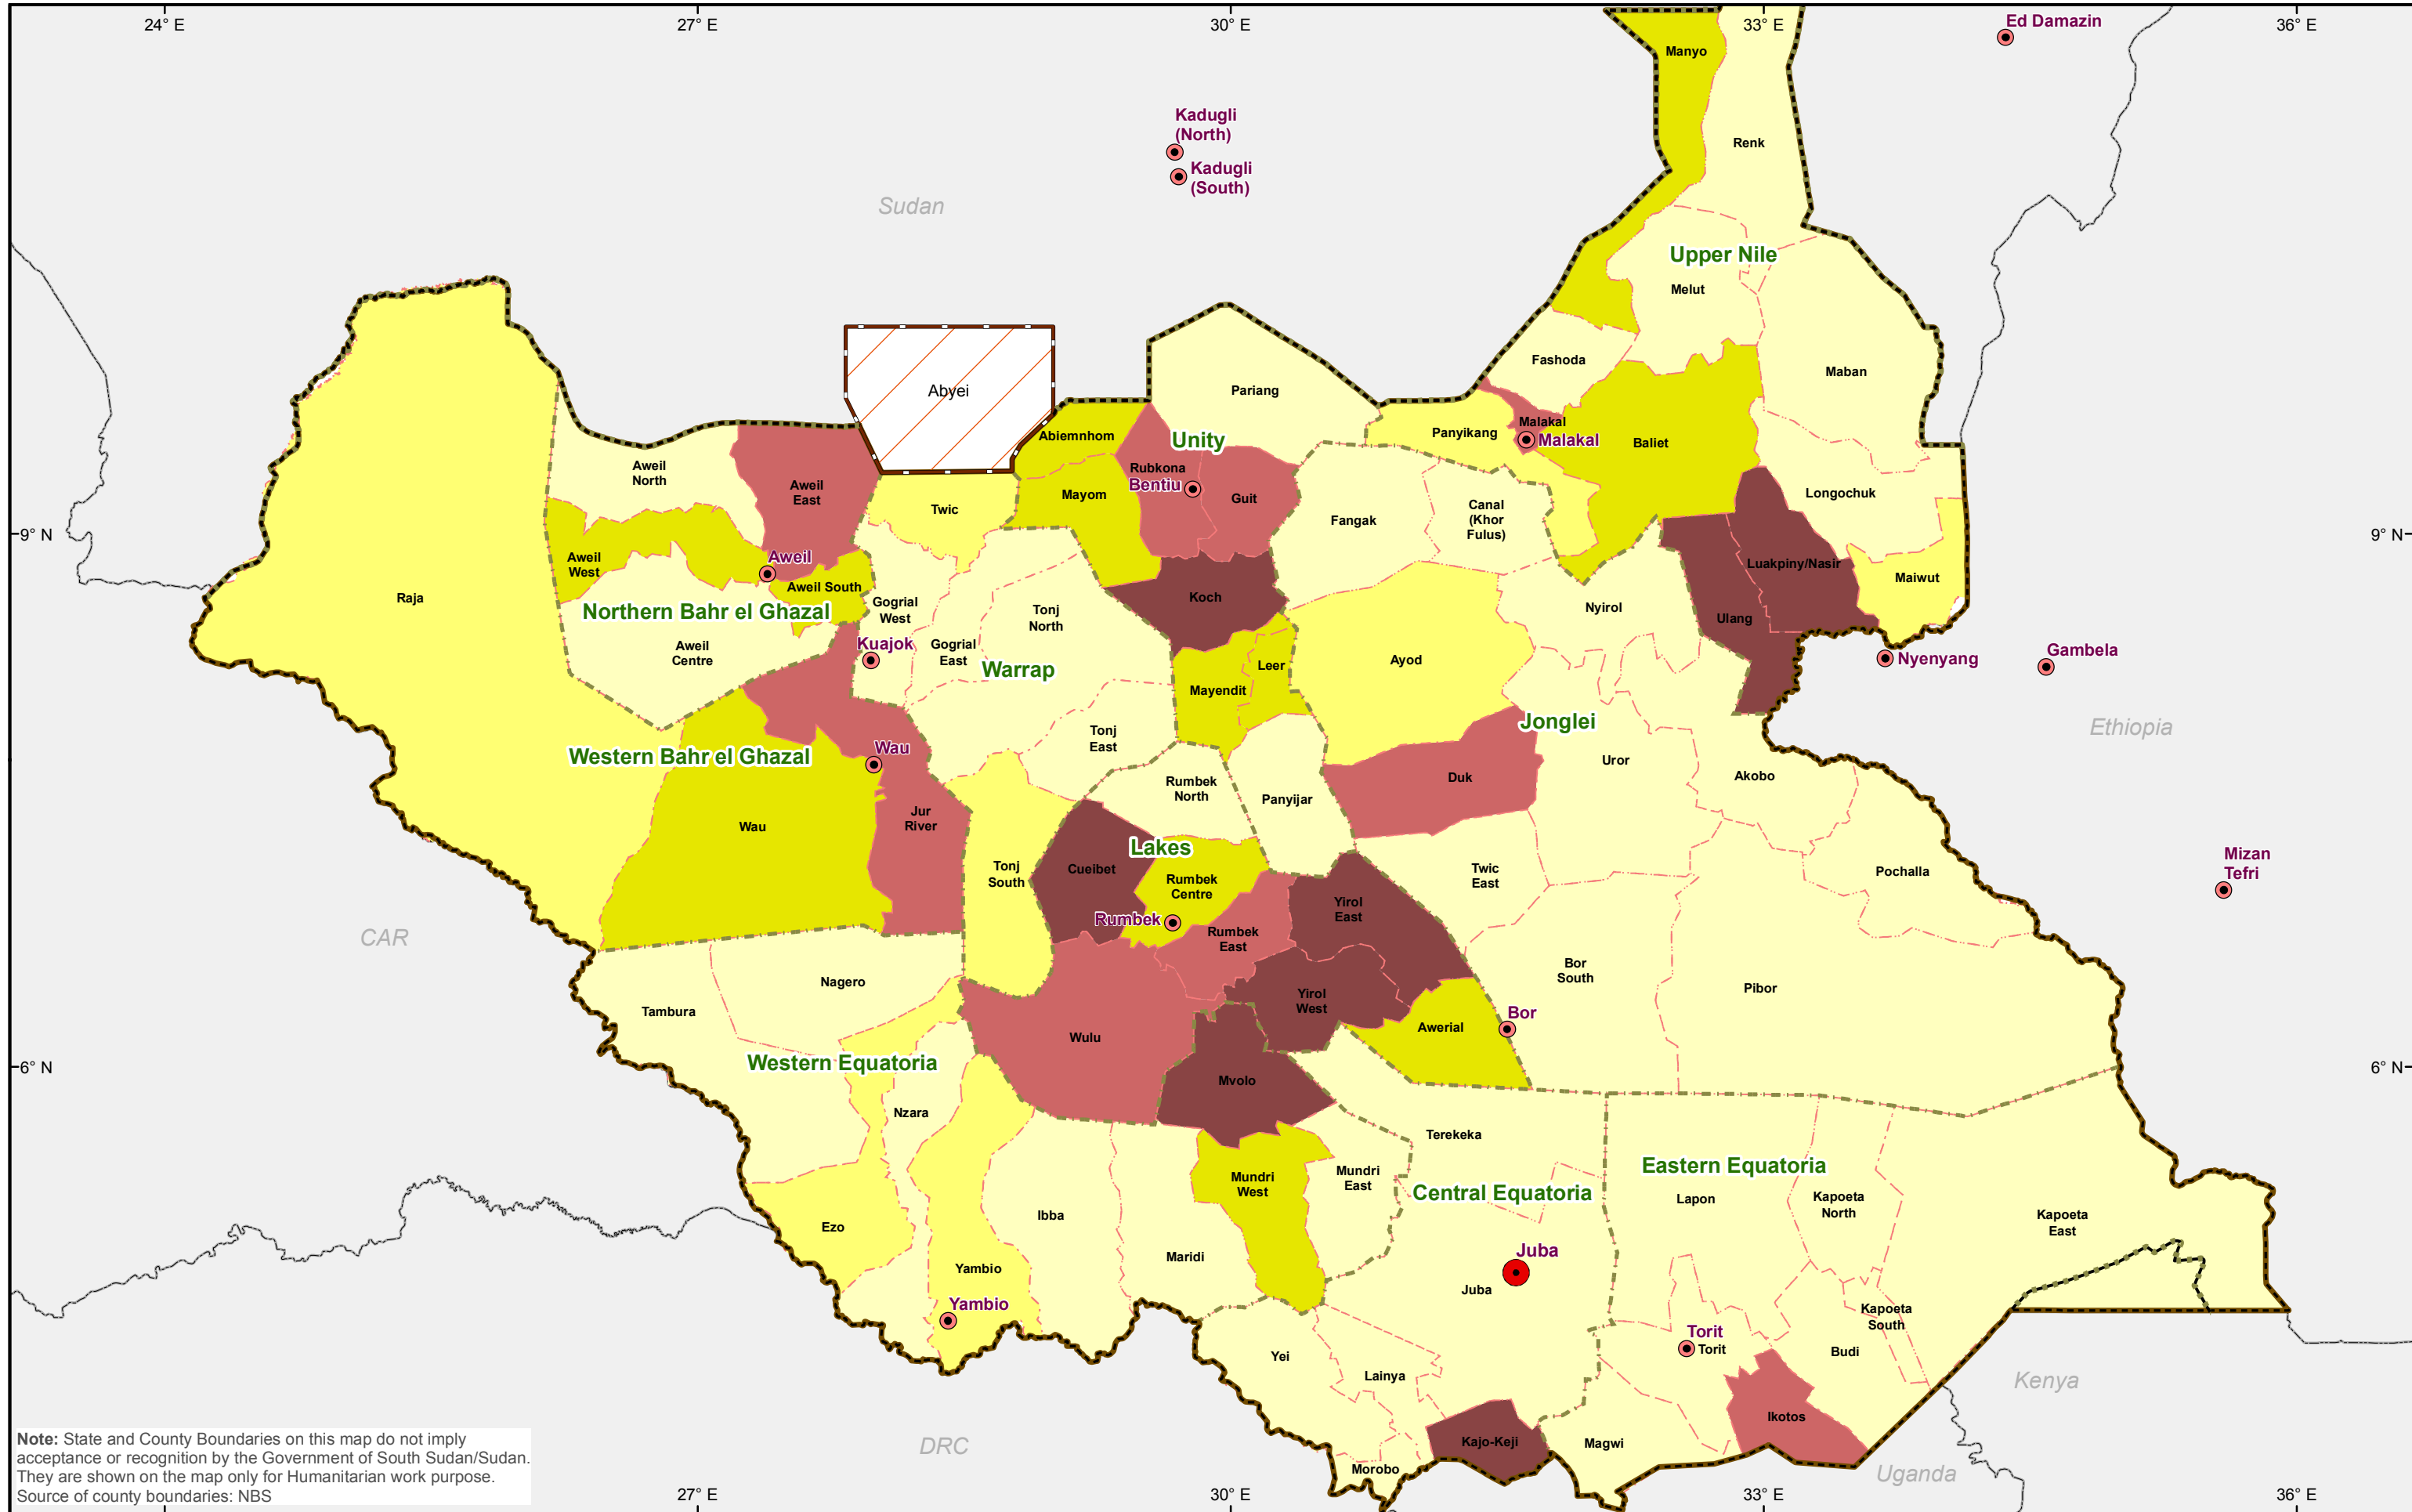 24° E
27° E
30° E
33° E
36° E
Ed Damazin
Manyo
Kadugli
(North)
Kadugli
(South)
Renk
Sudan
Upper Nile
Melut
Fashoda
Maban
Abyei
Pariang
Malakal
Malakal
Panyikang
Baliet
Abiemnhom
Unity
Rubkona
Bentiu
Guit
Mayom
Aweil
North
Aweil
East
Twic
Fangak
Canal
(Khor
Fulus)
Longochuk
9° N
9° N
Aweil
West
Aweil
Aweil South
Luakpiny/Nasir
Maiwut
Raja
Northern Bahr el Ghazal
Gogrial
West
Tonj
North
Koch
Nyirol
Ulang
Aweil
Centre
Kuajok
Gogrial
East
Warrap
Leer
Mayendit
Ayod
Nyenyang
Gambela
Jonglei
Ethiopia
Western Bahr el Ghazal
Wau
Tonj
East
Duk
Uror
Akobo
Rumbek
North
Panyijar
Wau
Jur
River
Lakes
Cueibet
Tonj
South
Rumbek
Centre
Twic
East
Pochalla
Mizan
Tefri
Yirol
East
Rumbek
Rumbek
East
CAR
Bor
South
Pibor
Nagero
Tambura
Yirol
West
Bor
Awerial
Wulu
6° N
6° N
Western Equatoria
Mvolo
Nzara
Terekeka
Mundri
West
Mundri
East
Eastern Equatoria
Central Equatoria
Lapon
Kapoeta
North
Kapoeta
East
Ezo
Ibba
Maridi
Yambio
Yambio
Juba
Juba
Kapoeta
South
Torit
Torit
Budi
Yei
Lainya
Kenya
Ikotos
Kajo-Keji
Magwi
Morobo
DRC
Uganda
Note: State and County Boundaries on this map do not imply
acceptance or recognition by the Government of South Sudan/Sudan.
They are shown on the map only for Humanitarian work purpose.
Source of county boundaries: NBS
27° E
30° E
33° E
36° E